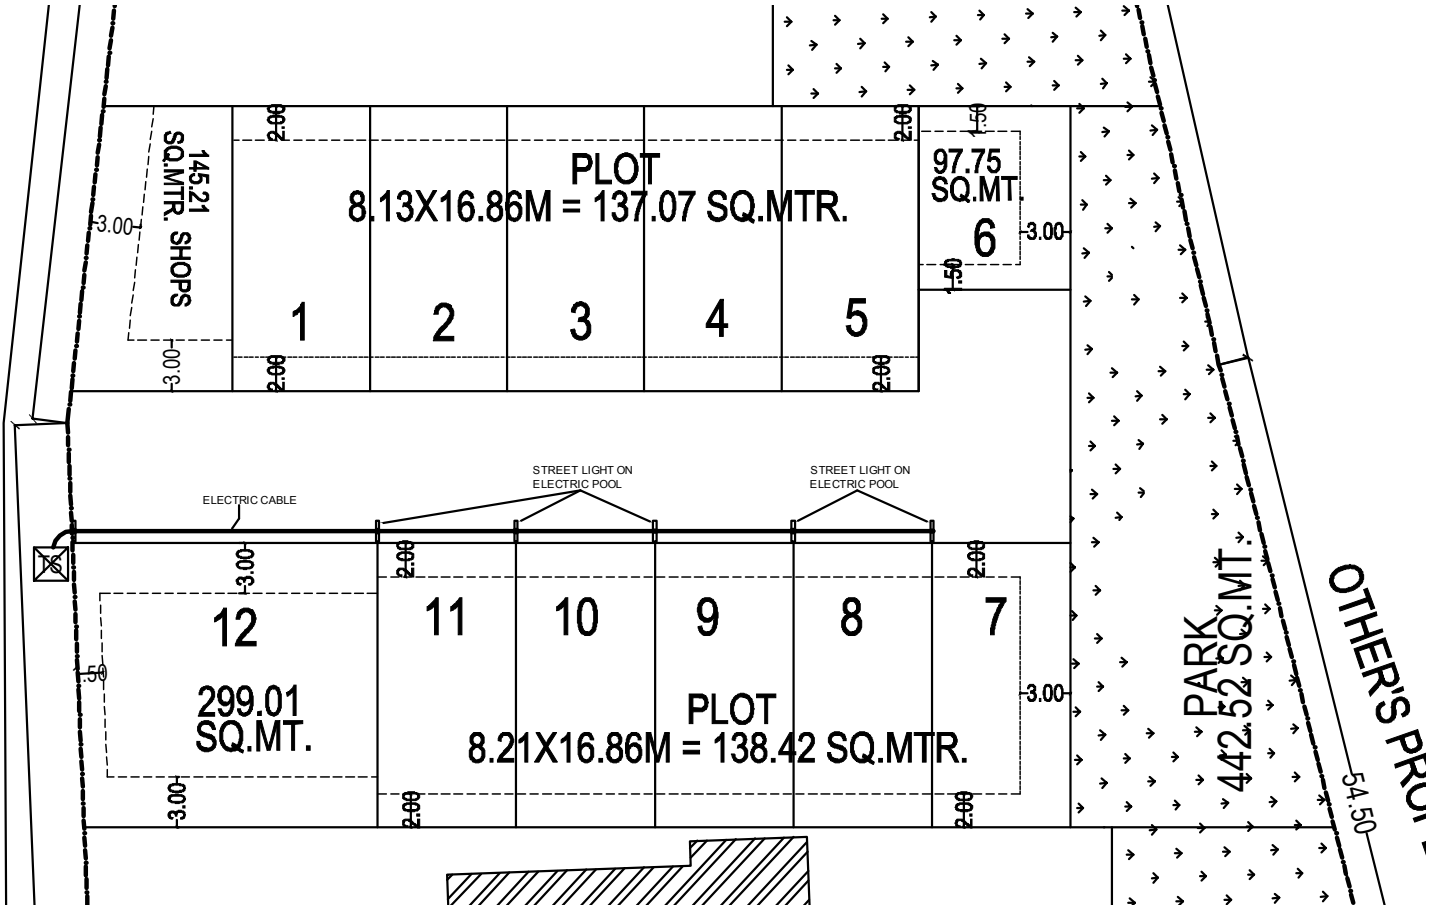 2.00
2.00
1.50
145.21
SQ.MTR. SHOPS
PLOT
8.13X16.86M = 137.07 SQ.MTR.
97.75
SQ.MT.
3.00
6
3.00
1.50
1
2
3
4
5
3.00
2.00
2.00
STREET LIGHT ON
ELECTRIC POOL
STREET LIGHT ON
ELECTRIC POOL
ELECTRIC CABLE
TS
3.00
2.00
2.00
12
11
10
9
8
7
1.50
299.01
SQ.MT.
PLOT
8.21X16.86M = 138.42 SQ.MTR.
3.00
PARK
442.52 SQ.MT.
OTHER'S
3.00
2.00
2.00
54.50